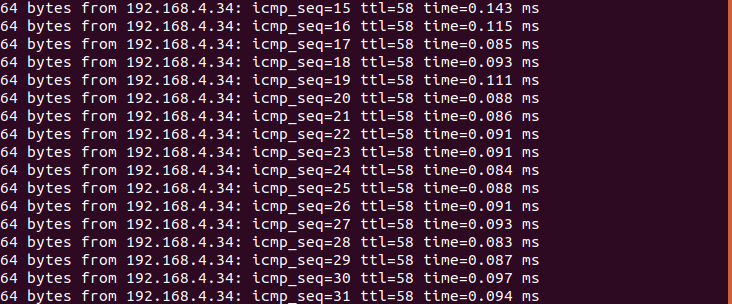 64 bytes from 192.168.4.34: icmp_seq=15 ttl=58 time=0.143 ms
64 bytes from 192.168.4.34: icmp_seq=16 ttl=58 time=0.115 ms
64 bytes from 192.168.4.34: icmp_seq=17 ttl=58 time=0.085 ms
64 bytes from 192.168.4.34: icmp_seq=18 ttl=58 time=0.093 ms
64 bytes from 192.168.4.34: icmp_seq=19 ttl=58 time=0.111 ms
64 bytes from 192.168.4.34: icmp_seq=20 ttl=58 time=0.088 ms
64 bytes from 192.168.4.34: icmp_seq=21 ttl=58 time=0.086 ms
64 bytes from 192.168.4.34: icmp_seq=22 ttl=58 time=0.091 ms
64 bytes from 192.168.4.34: icmp_seq=23 ttl=58 time=0.091 ms
64 bytes from 192.168.4.34: icmp_seq=24 ttl=58 time=0.084 ms
64 bytes from 192.168.4.34: icmp_seq=25 ttl=58 time=0.088 ms
64 bytes from 192.168.4.34: icmp_seq=26 ttl=58 time=0.091 ms
64 bytes from 192.168.4.34: icmp_seq=27 ttl=58 time=0.093 ms
64 bytes from 192.168.4.34: icmp_seq=28 ttl=58 time=0.083 ms
64 bytes from 192.168.4.34: icmp_seq=29 ttl=58 time=0.087 ms
64 bytes from 192.168.4.34: icmp_seq=30 ttl=58 time=0.097 ms
64 bytes from 192.168.4.34: icmp_seq=31 ttl=58 time=0.094 ms